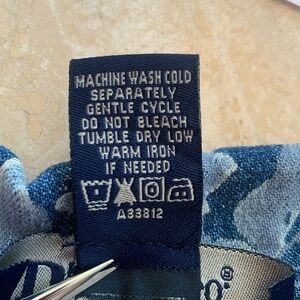 MACHINE WASH COLD
SEPARATELY
GENTLE CYCLE
DO NOT BLEACH
TUMBLE DRY LOW
WARM IRON
IF NEEDED
A33812